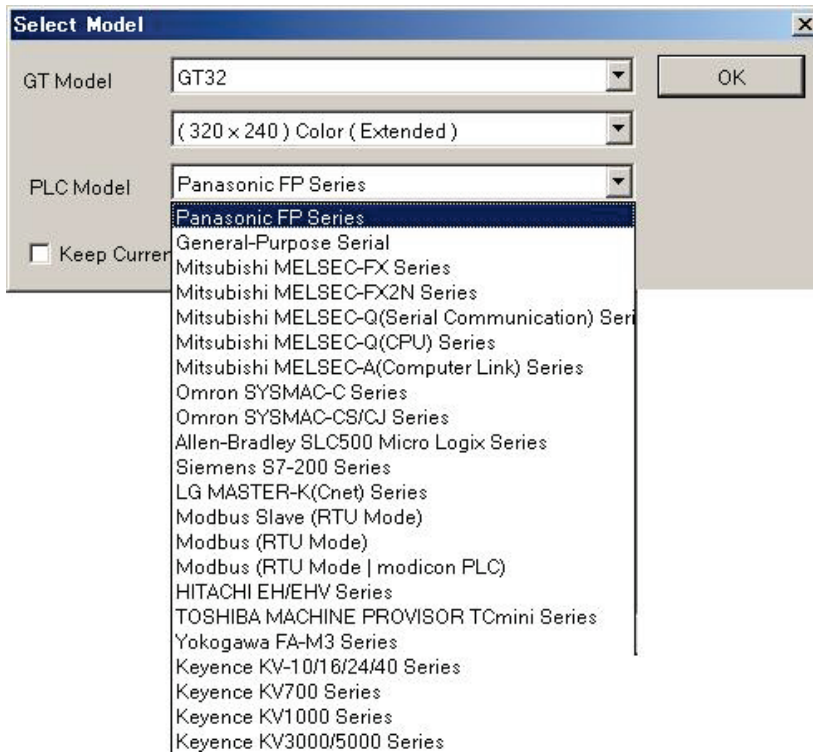 Select Model
GT Model
GT32
OK
( 320 x 240 ) Color ( Extended )
PLC Model
Panasonic FP Series
Keep Curren
Panasonic FP Series
General-Purpose Serial
Mitsubishi MELSEC-FX Series
Mitsubishi MELSEC-FX2N Series
Mitsubishi MELSEC-Q(Serial Communication) Seri
Mitsubishi MELSEC-Q(CPU) Series
Mitsubishi MELSEC-A(Computer Link) Series
Omron SYSMAC-C Series
Omron SYSMAC-CS/CJ Series
Allen-Bradley SLC500 Micro Logix Series
Siemens S7-200 Series
LG MASTER-K(Cnet) Series
Modbus Slave (RTU Mode)
Modbus (RTU Mode)
Modbus (RTU Mode | modicon PLC)
HITACHI EH/EHV Series
TOSHIBA MACHINE PROVISOR TCmini Series
Yokogawa FA-M3 Series
Keyence KV-10/16/24/40 Series
Keyence KV700 Series
Keyence KV1000 Series
Keyence KV3000/5000 Series